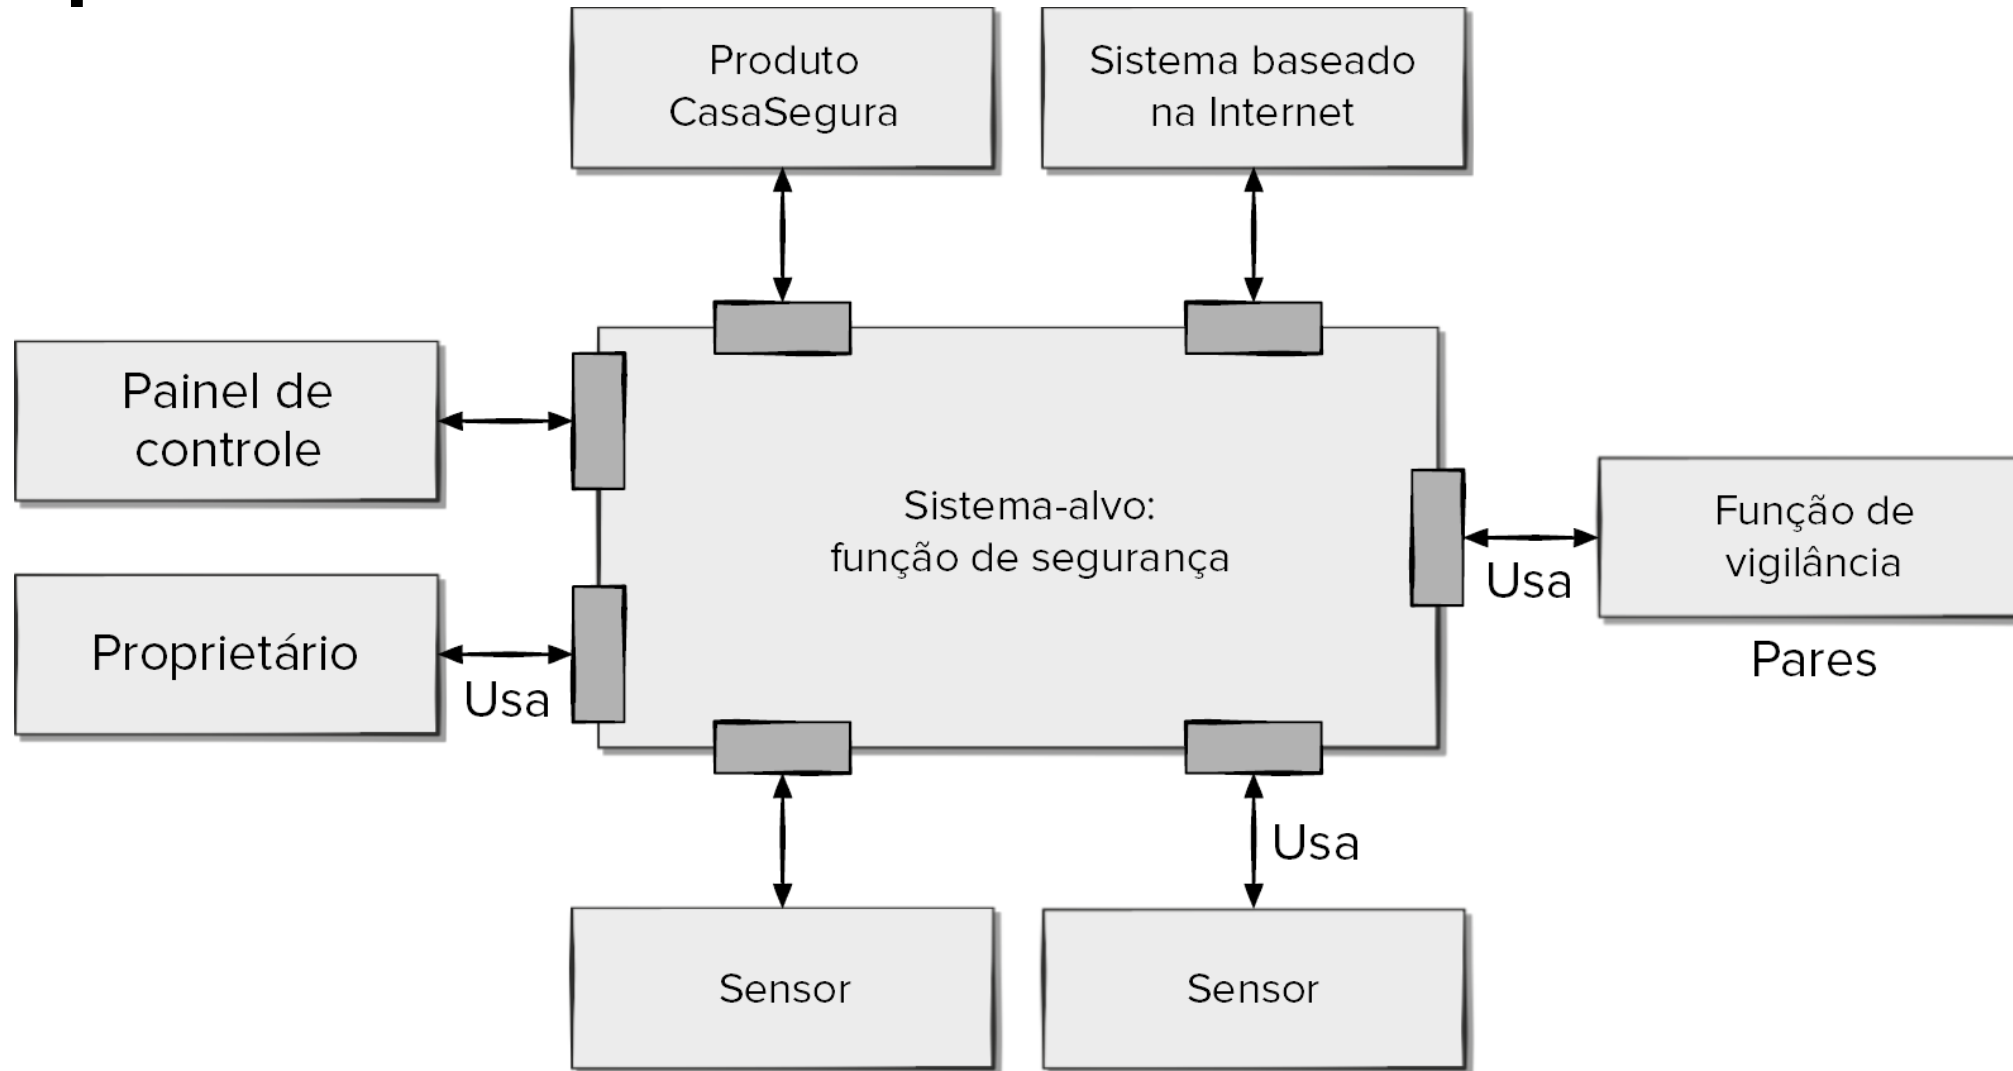 Produto
CasaSegura
Sistema baseado
na Internet
Painel de
controle
Sistema-alvo:
função de segurança
Função de
vigilância
Usa
Pares
Proprietário
Usa
Usa
Sensor
Sensor